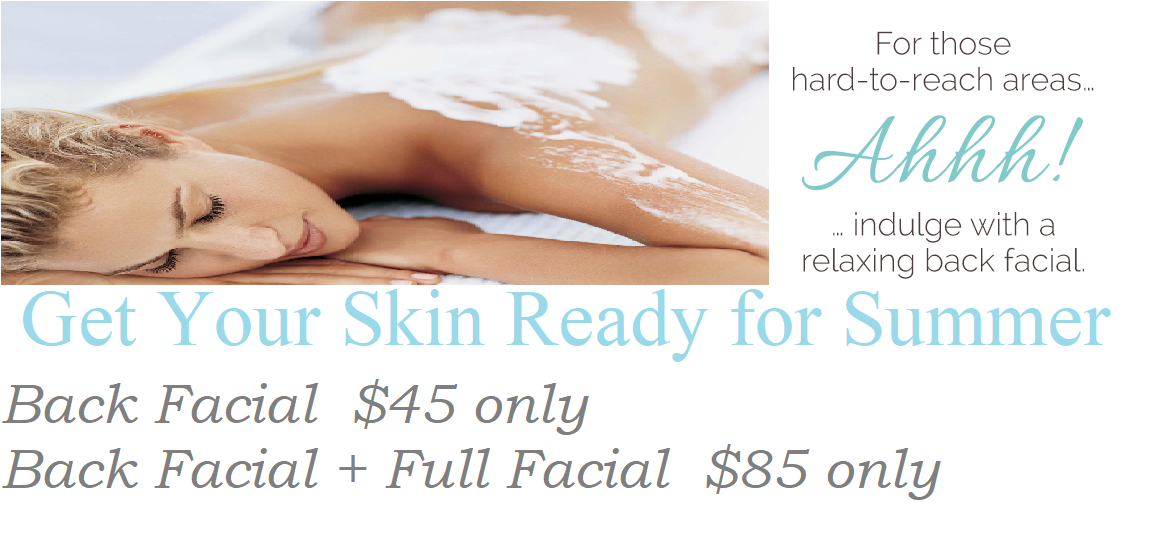 For those
hard-to-reach areas...
Ahhh!
... indulge with a
relaxing back facial.
Get Your Skin Ready for Summer
Back Facial $45 only
Back Facial + Full Facial $85 only